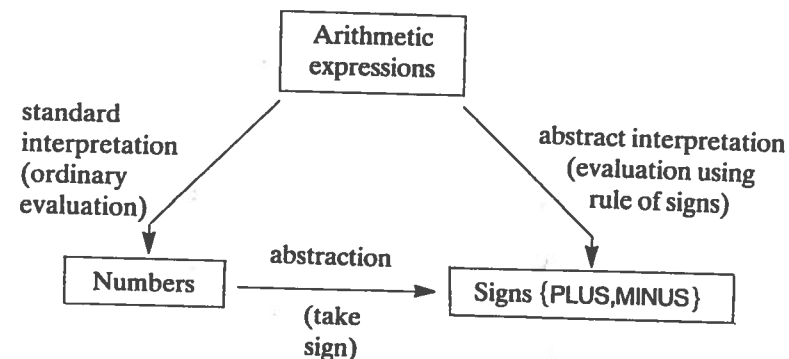 Arithmetic
expressions
standard
interpretation
(ordinary
evaluation)
abstract interpretation
(evaluation using
rule of signs)
Numbers
abstraction
(take
sign)
Signs {PLUS,MINUS}